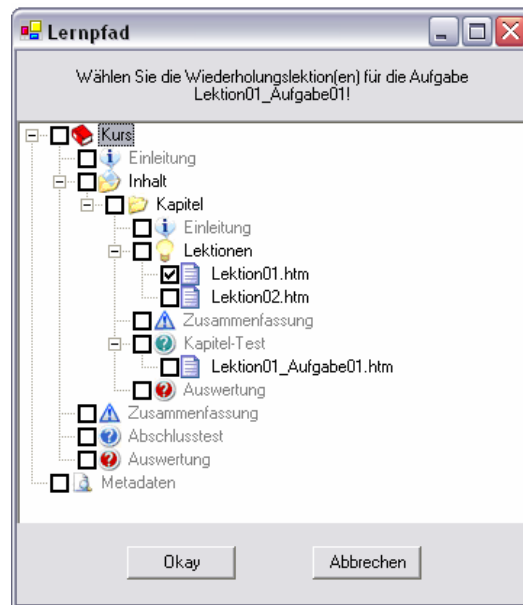 Lernpfad
Wählen Sie die Wiederholungslektion(en) für die Aufgabe
Lektion01_Aufgabe01!
Kurs
Einleitung
Inhalt
Kapitel
Einleitung
Lektionen
Lektion01.htm
Lektion02.htm
Zusammenfassung
Kapitel-Test
Lektion01_Aufgabe01.htm
Auswertung
Zusammenfassung
Abschlusstest
Auswertung
Metadaten
Okay Abbrechen